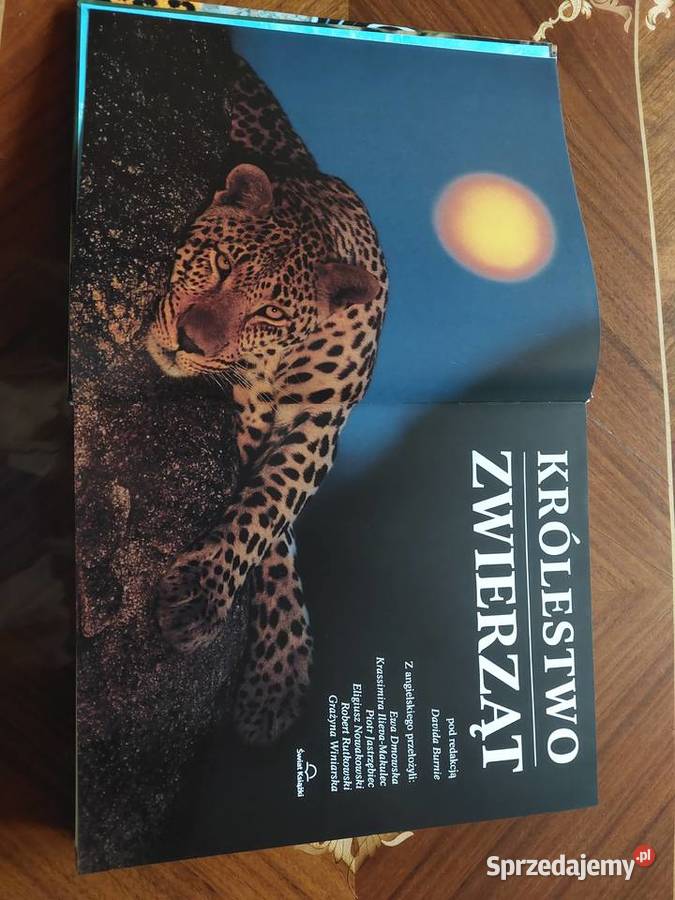 KRÓLESTWO
ZWIERZĄT
pod redakcją
Davida Burnie
Z angielskiego przełożyli:
Ewa Dmowska
Krassimira Ilieva-Makulec
Piotr Jastrzębiec
Eligiusz Nowakowski
Robert Rutkowski
Grażyna Winiarska
Świat Książki
Sprzedajemy.pl